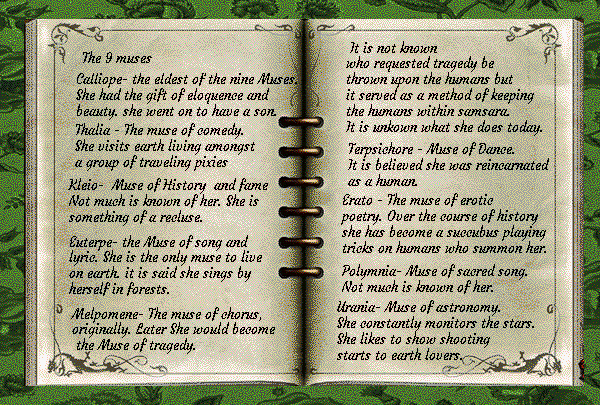 The 9 muses
Calliope- the eldest of the nine Muses.
She had the gift of eloquence and
beauty. she went on to have a son.
Thalia - The muse of comedy.
She visits earth living amongst
a group of traveling pixies
Kleio- Muse of History and fame
Not much is known of her. She is
something of a recluse.
Euterpe- the Muse of song and
lyric. She is the only muse to live
on earth. it is said she sings by
herself in forests.
Melpomene- The muse of chorus,
originally. Later She would become
the Muse of tragedy.
It is not known
who requested tragedy be
thrown upon the humans but
it served as a method of keeping
the humans within samsara.
It is unkown what she does today.
Terpsichore - Muse of Dance.
It is believed she was reincarnated
as a human.
Erato - The muse of erotic
poetry. Over the course of history
she has become a succubus playing
tricks on humans who summon her.
Polymnia- Muse of sacred song.
Not much is known of her.
Urania- Muse of astronomy.
She constantly monitors the stars.
She likes to show shooting
starts to earth lovers.